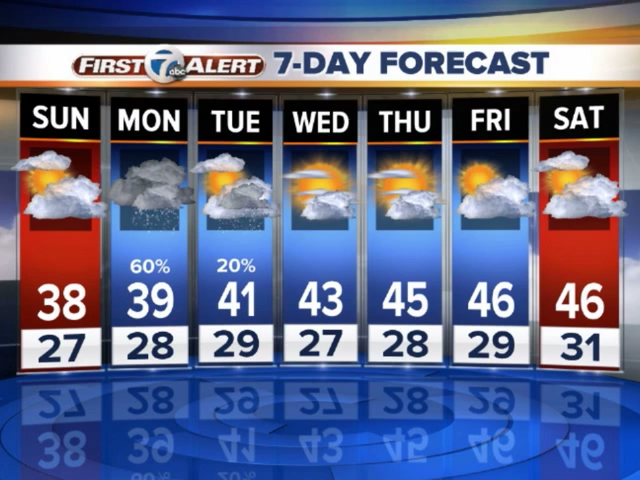 FIRST 7 abc ALERT 7-DAY FORECAST
SUN MON TUE WED THU FRI SAT
60% 20%
38 39 41 43 45 46 46
27 28 29 27 28 29 31